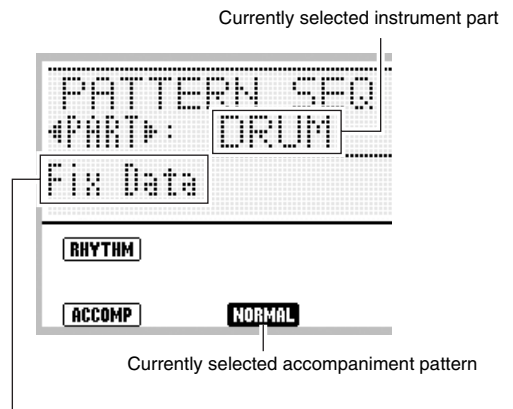 Currently selected instrument part
PATTERN SEQ
◀PART▶: DRUM
Fix Data
RHYTHM
ACCOMP NORMAL
Currently selected accompaniment pattern